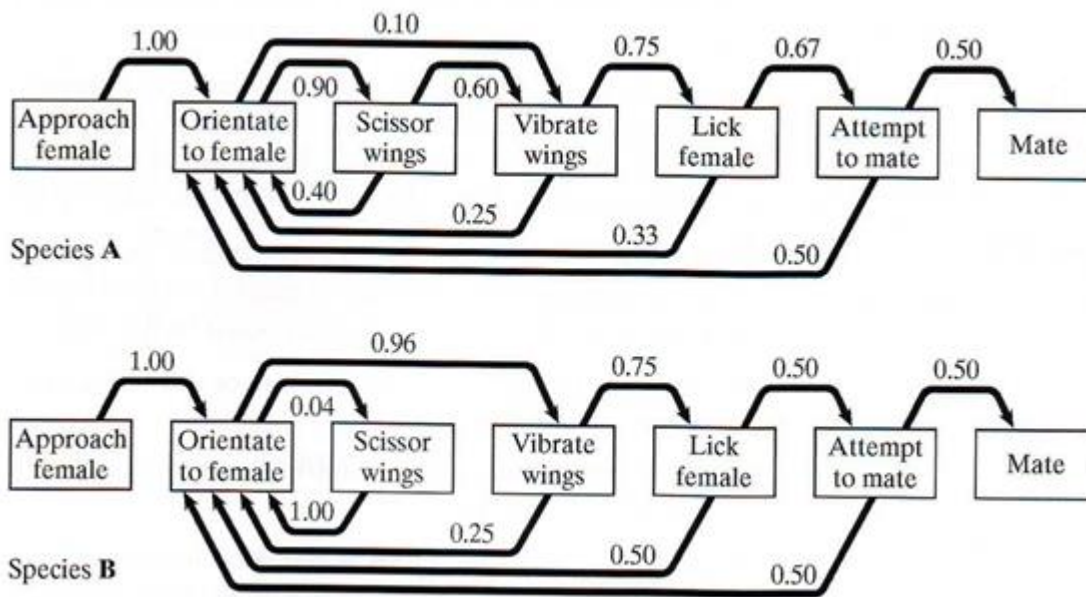 1.00
0.10
0.75
0.67
0.50
0.90
0.60
Approach
female
Orientate
to female
Scissor
wings
Vibrate
wings
Lick
female
Attempt
to mate
Mate
0.40
0.25
0.33
0.50
Species A
1.00
0.96
0.75
0.50
0.50
0.04
Approach
female
Orientate
to female
Scissor
wings
Vibrate
wings
Lick
female
Attempt
to mate
Mate
1.00
0.25
0.50
0.50
Species B